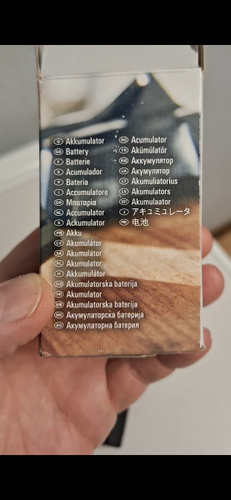 Akkumulator
Battery
Batterie
Acumulador
Bateria
Accumulatore
Μπαταρία
Accumulator
Ackumulator
Akku
Akkumulátor
Akumulátor
Akumulátor
Akumulator
Akkumulátor
Akumulatorska baterija
Akumulator
Akumulatorska baterija
Акумулаторска батерија
Акумулаторна батерия
Acumulator
Akümülatör
Аккумулятор
Акумулятор
Akumuliatorius
Akumulators
Akumulaator
アキュミュレータ
电池